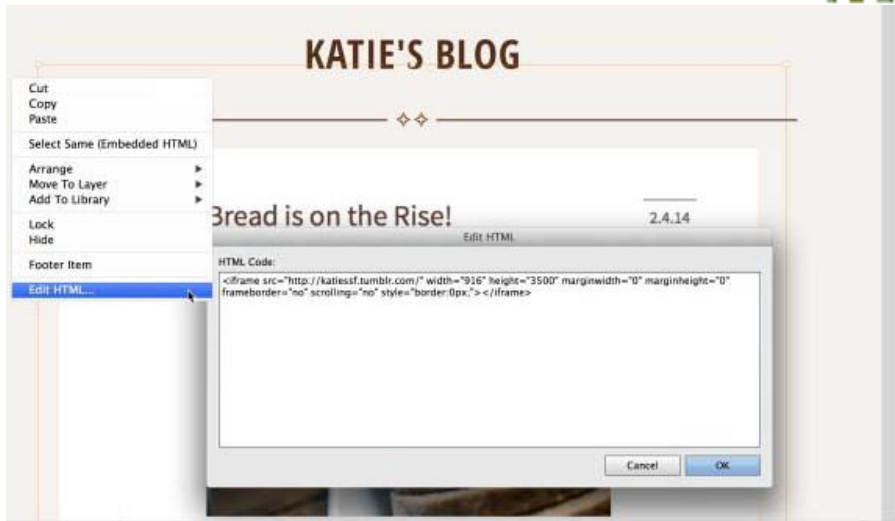 KATIE'S BLOG
Cut
Copy
Paste
Select Same (Embedded HTML)
Arrange
Move To Layer
Add To Library
Lock
Hide
Footer Item
Edit HTML...
Bread is on the Rise!
2.4.14
Edit HTML
HTML Code:
<iframe src="http://katiessf.tumblr.com/" width="916" height="3500" marginwidth="0" marginheight="0"
frameborder="no" scrolling="no" style="border:0px;"></iframe>
Cancel
OK